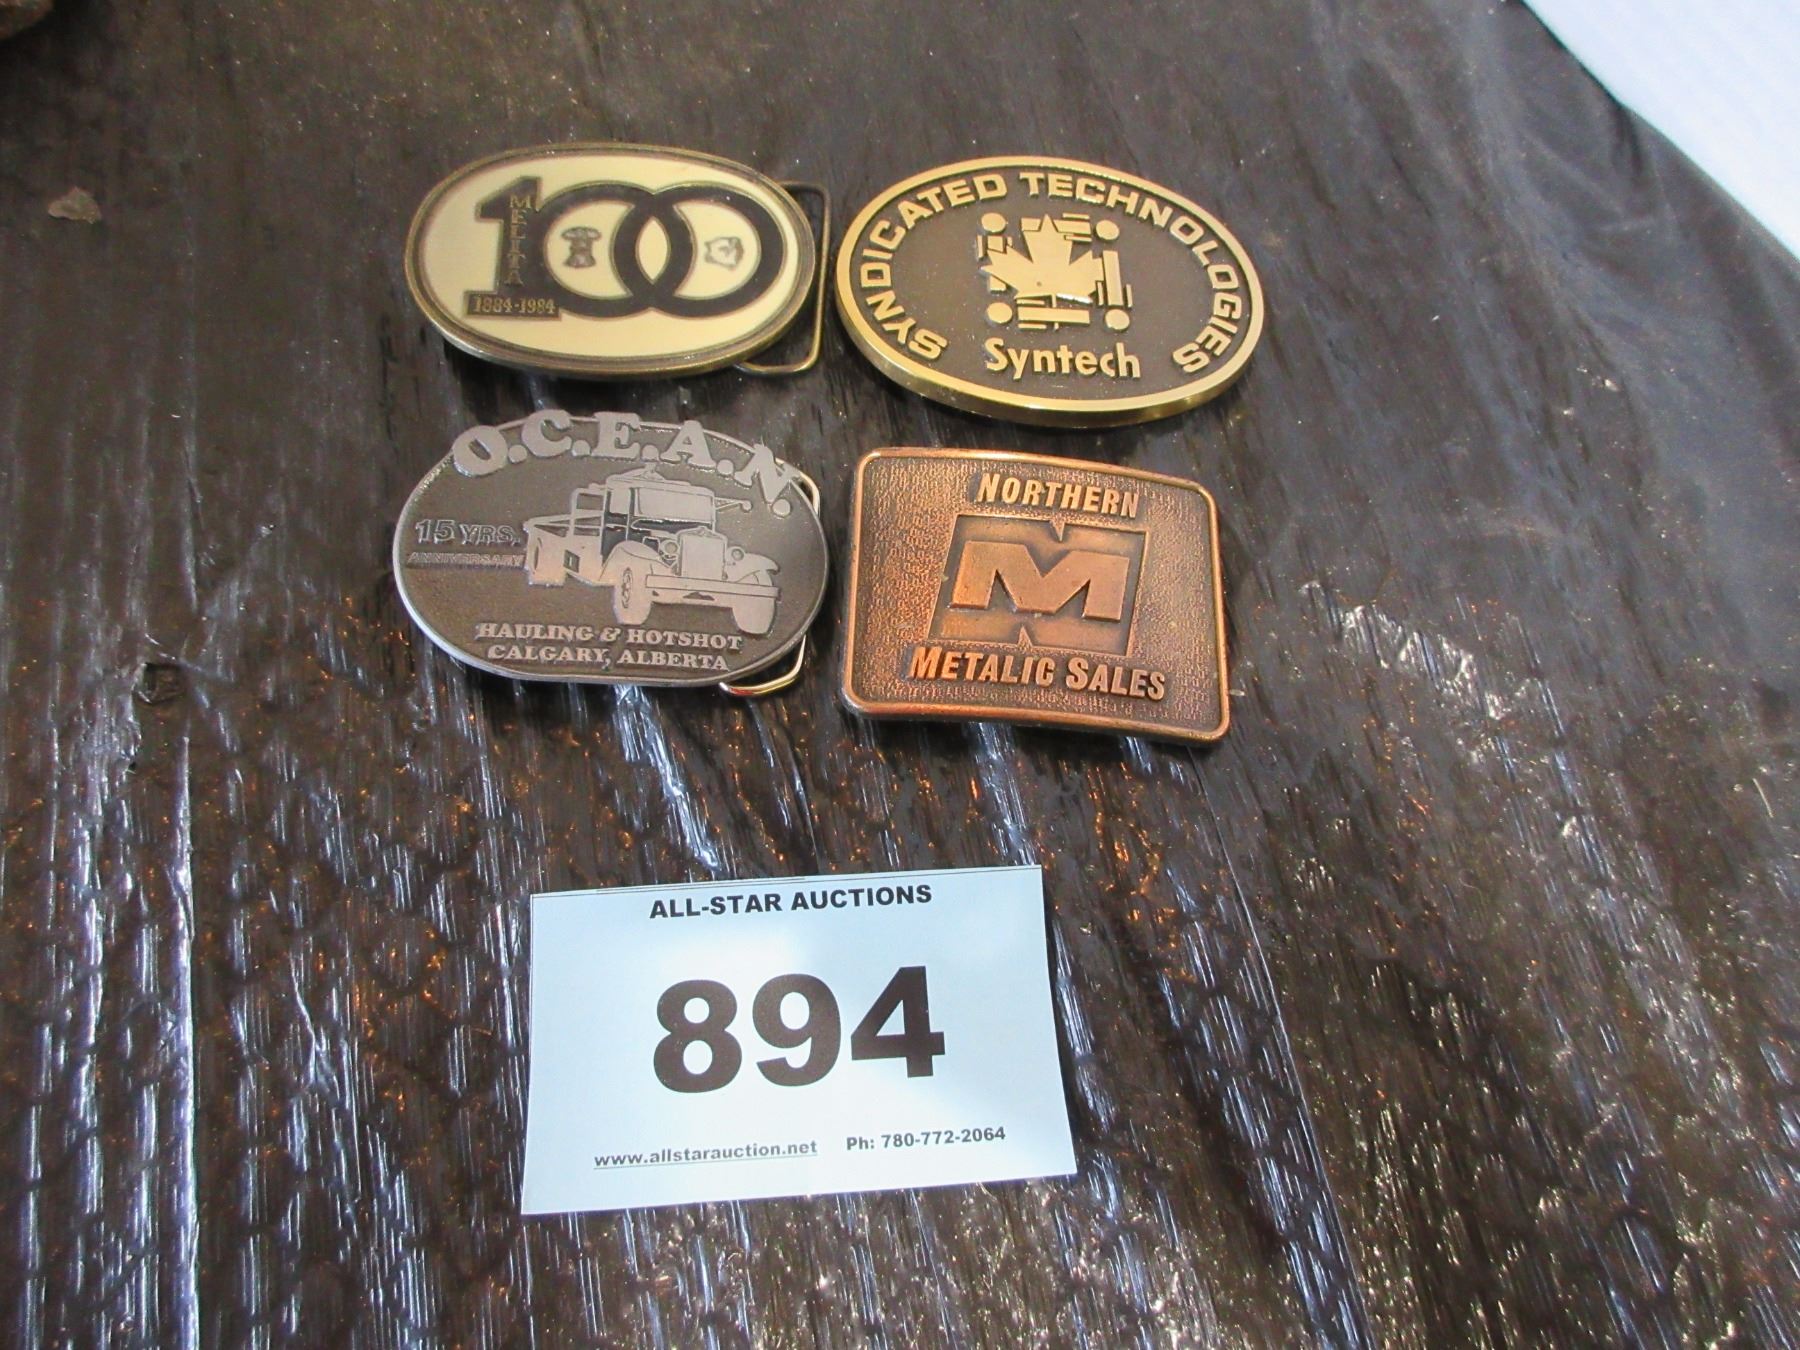 100
MELITA
1884-1984
SYNDICATED TECHNOLOGIES
Syntech
O.C.E.A.N.
15 YRS.
ANNIVERSARY
HAULING & HOTSHOT
CALGARY, ALBERTA
NORTHERN
M
METALIC SALES
ALL-STAR AUCTIONS
894
www.allstarauction.net Ph: 780-772-2064